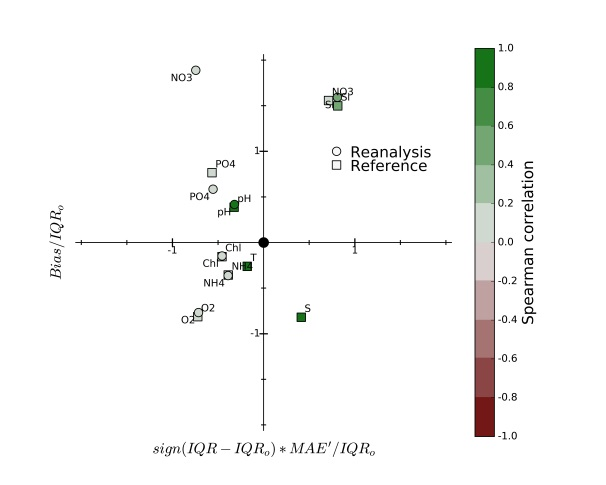 NO3
NO3
Si
Si
1
Reanalysis
Reference
PO4
PO4
pH
pH
-1
1
Chl
Chl
T
NH4
NH4
O2
O2
S
-1
Bias/IQR_o
sign(IQR − IQR_o) ∗ MAE′/IQR_o
1.0
0.8
0.6
0.4
0.2
0.0
-0.2
-0.4
-0.6
-0.8
-1.0
Spearman correlation